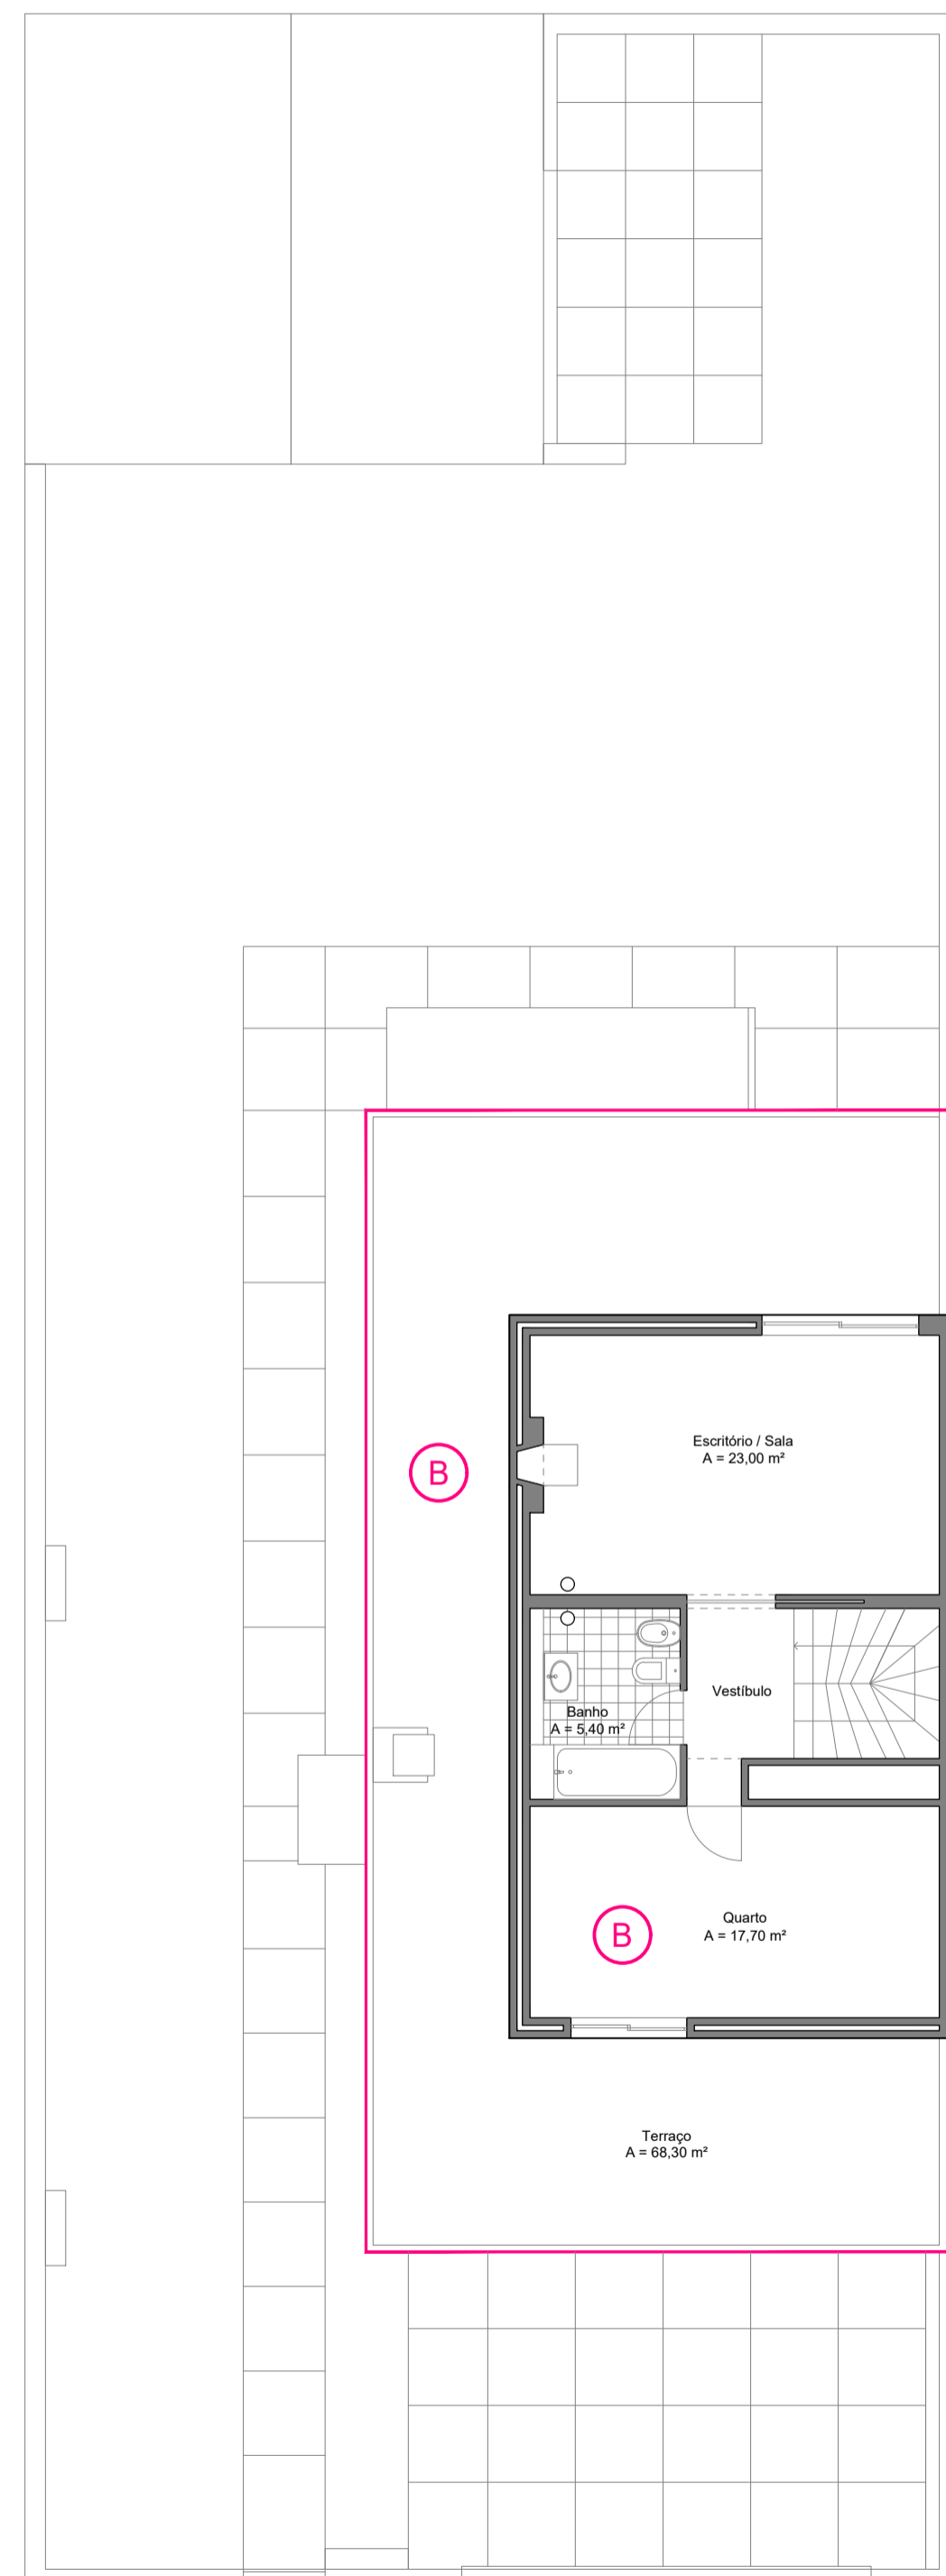 Escritório / Sala
A = 23,00 m²
B
Vestíbulo
Banho
A = 5,40 m²
Quarto
A = 17,70 m²
B
Terraço
A = 68,30 m²